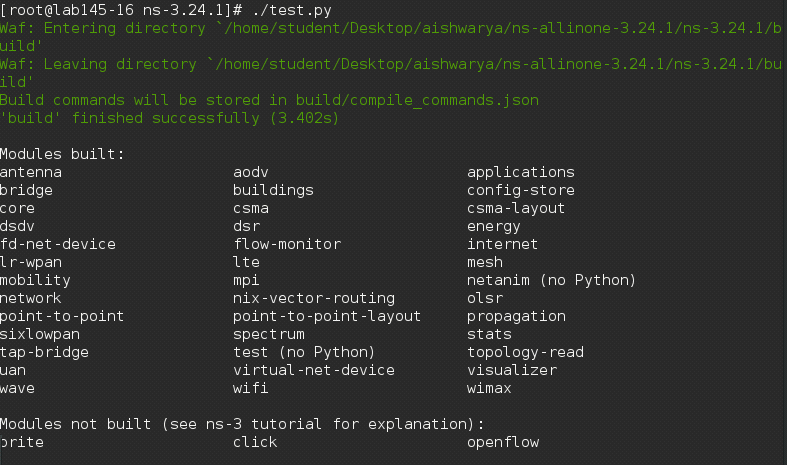 [root@lab145-16 ns-3.24.1]# ./test.py
Waf: Entering directory `/home/student/Desktop/aishwarya/ns-allinone-3.24.1/ns-3.24.1/b
uild'
Waf: Leaving directory `/home/student/Desktop/aishwarya/ns-allinone-3.24.1/ns-3.24.1/bu
ild'
Build commands will be stored in build/compile_commands.json
'build' finished successfully (3.402s)
Modules built:
antenna aodv applications
bridge buildings config-store
core csma csma-layout
dsdv dsr energy
fd-net-device flow-monitor internet
lr-wpan lte mesh
mobility mpi netanim (no Python)
network nix-vector-routing olsr
point-to-point point-to-point-layout propagation
sixlowpan spectrum stats
tap-bridge test (no Python) topology-read
uan virtual-net-device visualizer
wave wifi wimax
Modules not built (see ns-3 tutorial for explanation):
brite click openflow